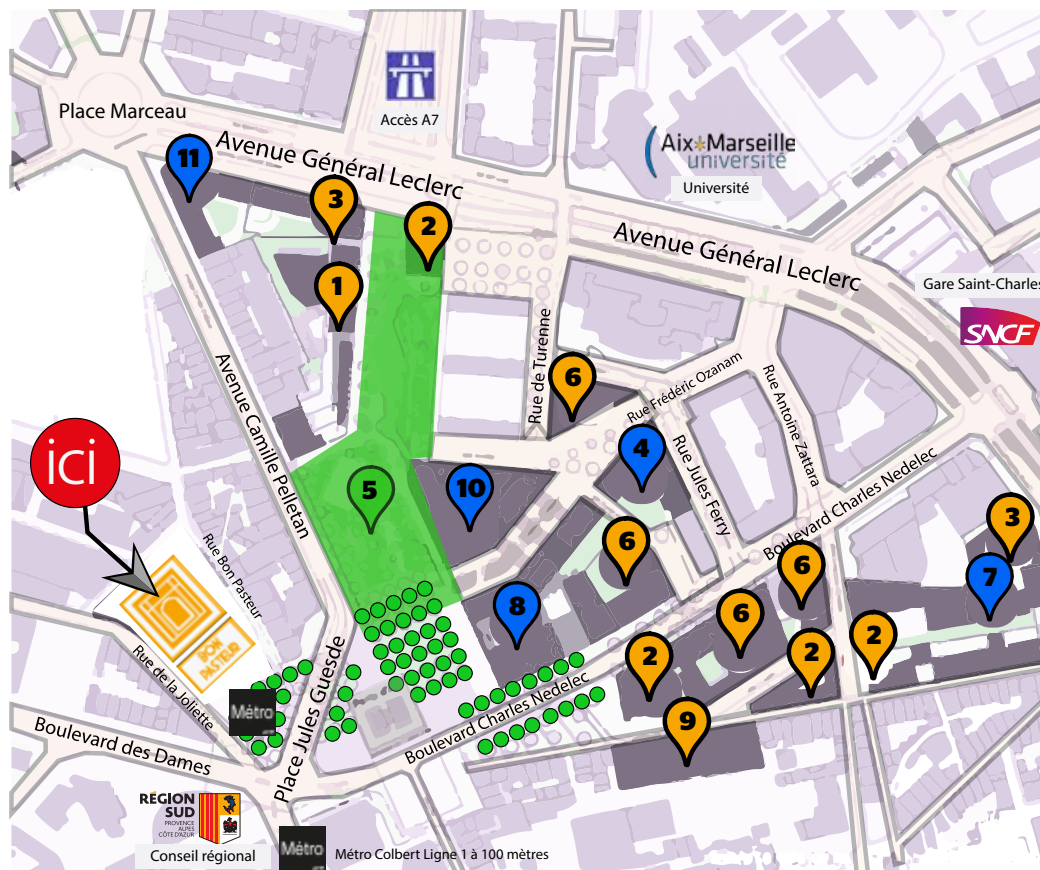 Place Marceau
Accès A7
Aix*Marseille
université
Université
Avenue Général Leclerc
11
3
2
1
Avenue Général Leclerc
Gare Saint-Charles
SNCF
Rue de Turenne
6
Rue Frédéric Ozanam
Rue Antoine Zattara
Avenue Camille Pelletan
ici
5
10
4
Rue Jules Ferry
Boulevard Charles Nedelec
3
6
6
7
8
6
Rue Bon Pasteur
BON
PASTEUR
Rue de la Joliette
2
2
2
9
Métro
Place Jules Guesde
Boulevard Charles Nedelec
Boulevard des Dames
RÉGION
SUD
PROVENCE
ALPES
CÔTE D'AZUR
Conseil régional
Métro
Métro Colbert Ligne 1 à 100 mètres